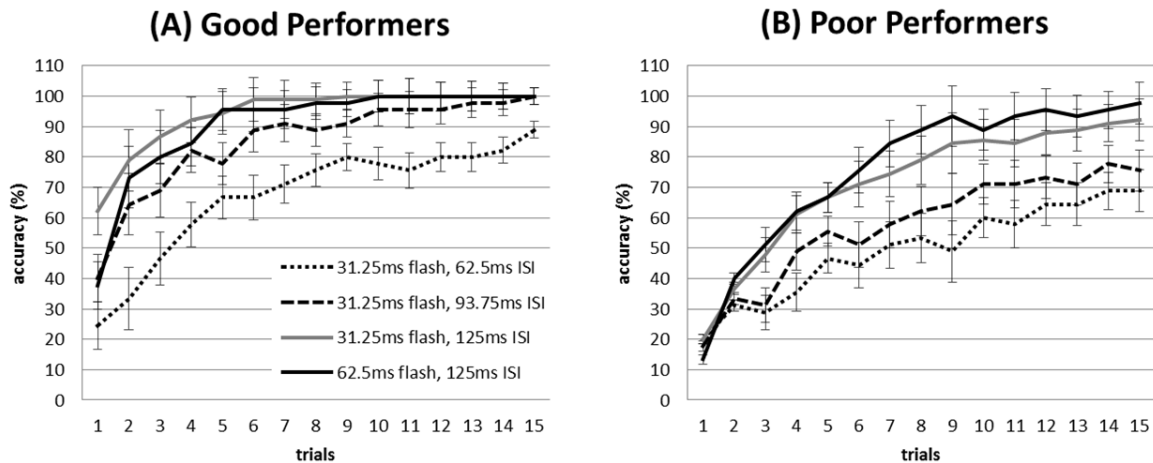 (A) Good Performers
110
100
90
80
70
60
50
40
30
20
10
0
accuracy (%)
31.25ms flash, 62.5ms ISI
31.25ms flash, 93.75ms ISI
31.25ms flash, 125ms ISI
62.5ms flash, 125ms ISI
1 2 3 4 5 6 7 8 9 10 11 12 13 14 15
trials
(B) Poor Performers
110
100
90
80
70
60
50
40
30
20
10
0
accuracy (%)
1 2 3 4 5 6 7 8 9 10 11 12 13 14 15
trials